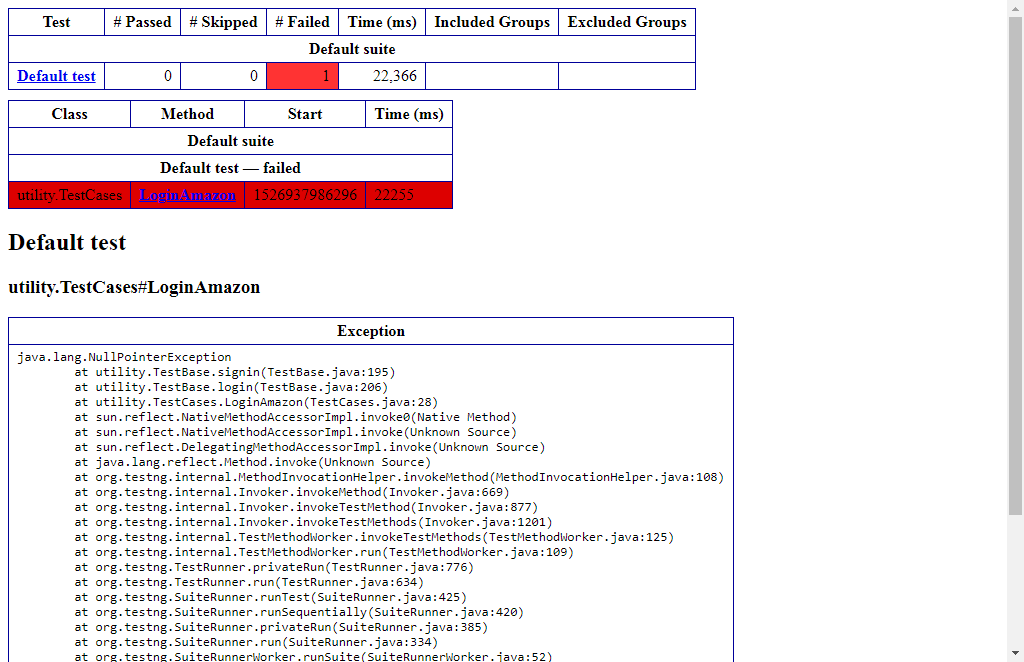 Test # Passed # Skipped # Failed Time (ms) Included Groups Excluded Groups
Default suite
Default test 0 0 1 22,366
Class Method Start Time (ms)
Default suite
Default test — failed
utility.TestCases LoginAmazon 1526937986296 22255
Default test
utility.TestCases#LoginAmazon
Exception
java.lang.NullPointerException
at utility.TestBase.signin(TestBase.java:195)
at utility.TestBase.login(TestBase.java:206)
at utility.TestCases.LoginAmazon(TestCases.java:28)
at sun.reflect.NativeMethodAccessorImpl.invoke0(Native Method)
at sun.reflect.NativeMethodAccessorImpl.invoke(Unknown Source)
at sun.reflect.DelegatingMethodAccessorImpl.invoke(Unknown Source)
at java.lang.reflect.Method.invoke(Unknown Source)
at org.testng.internal.MethodInvocationHelper.invokeMethod(MethodInvocationHelper.java:108)
at org.testng.internal.Invoker.invokeMethod(Invoker.java:669)
at org.testng.internal.Invoker.invokeTestMethod(Invoker.java:877)
at org.testng.internal.Invoker.invokeTestMethods(Invoker.java:1201)
at org.testng.internal.TestMethodWorker.invokeTestMethods(TestMethodWorker.java:125)
at org.testng.internal.TestMethodWorker.run(TestMethodWorker.java:109)
at org.testng.TestRunner.privateRun(TestRunner.java:776)
at org.testng.TestRunner.run(TestRunner.java:634)
at org.testng.SuiteRunner.runTest(SuiteRunner.java:425)
at org.testng.SuiteRunner.runSequentially(SuiteRunner.java:420)
at org.testng.SuiteRunner.privateRun(SuiteRunner.java:385)
at org.testng.SuiteRunner.run(SuiteRunner.java:334)
at org.testng.SuiteRunnerWorker.runSuite(SuiteRunnerWorker.java:52)